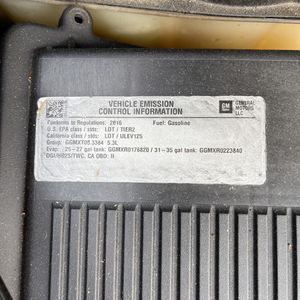 VEHICLE EMISSION
CONTROL INFORMATION
GM
GENERAL
MOTORS
LLC
Conforms to Regulations: 2016 Fuel: Gasoline
U.S. EPA class / stds: LDT / TIER2
California class / stds: LDT / ULEV125
Group: GGMXT05.3384 5.3L
Evap: 25-27 gal tank: GGMXR0176820 / 31-35 gal tank: GGMXR0223840
CA OBD: II